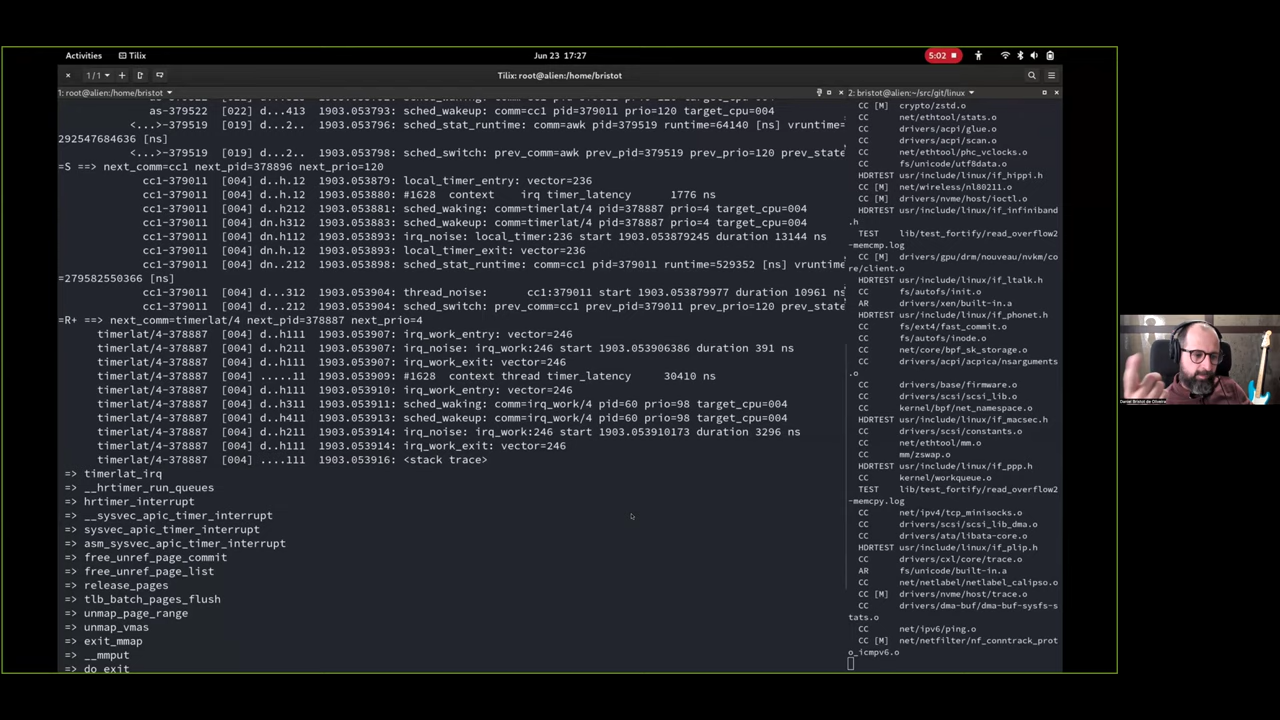 Activities Tilix Jun 23 17:27 5:02
1/1 Tilix: root@alien:/home/bristot
1: root@alien:/home/bristot
as-379522 [022] d...413 1903.053793: sched_wakeup: comm=cc1 pid=379010 prio=120 target_cpu=004
<...>-379519 [019] d...2.. 1903.053796: sched_stat_runtime: comm=awk pid=379519 runtime=64140 [ns] vruntime=
292547684636 [ns]
<...>-379519 [019] d...2.. 1903.053798: sched_switch: prev_comm=awk prev_pid=379519 prev_prio=120 prev_state
=S ==> next_comm=cc1 next_pid=378896 next_prio=120
cc1-379011 [004] d..h.12 1903.053879: local_timer_entry: vector=236
cc1-379011 [004] d..h.12 1903.053880: #1628 context irq timer_latency 1776 ns
cc1-379011 [004] d..h.12 1903.053881: sched_waking: comm=timerlat/4 pid=378887 prio=4 target_cpu=004
cc1-379011 [004] dn.h112 1903.053883: sched_wakeup: comm=timerlat/4 pid=378887 prio=4 target_cpu=004
cc1-379011 [004] dn.h112 1903.053893: irq_noise: local_timer:236 start 1903.053879245 duration 13144 ns
cc1-379011 [004] dn.h.12 1903.053893: local_timer_exit: vector=236
cc1-379011 [004] dn..212 1903.053898: sched_stat_runtime: comm=cc1 pid=379011 runtime=529352 [ns] vruntime
=279582550366 [ns]
cc1-379011 [004] d...312 1903.053904: thread_noise: cc1:379011 start 1903.053879977 duration 10961 ns
cc1-379011 [004] d...212 1903.053904: sched_switch: prev_comm=cc1 prev_pid=379011 prev_prio=120 prev_state
=R+ ==> next_comm=timerlat/4 next_pid=378887 next_prio=4
timerlat/4-378887 [004] d..h111 1903.053907: irq_work_entry: vector=246
timerlat/4-378887 [004] d..h211 1903.053907: irq_noise: irq_work:246 start 1903.053906386 duration 391 ns
timerlat/4-378887 [004] d..h111 1903.053907: irq_work_exit: vector=246
timerlat/4-378887 [004] .....11 1903.053909: #1628 context thread timer_latency 30410 ns
timerlat/4-378887 [004] d..h111 1903.053910: irq_work_entry: vector=246
timerlat/4-378887 [004] d..h311 1903.053911: sched_waking: comm=irq_work/4 pid=60 prio=98 target_cpu=004
timerlat/4-378887 [004] d..h411 1903.053913: sched_wakeup: comm=irq_work/4 pid=60 prio=98 target_cpu=004
timerlat/4-378887 [004] d..h211 1903.053914: irq_noise: irq_work:246 start 1903.053910173 duration 3296 ns
timerlat/4-378887 [004] d..h111 1903.053914: irq_work_exit: vector=246
timerlat/4-378887 [004] ....111 1903.053916: <stack trace>
=> timerlat_irq
=> __hrtimer_run_queues
=> hrtimer_interrupt
=> __sysvec_apic_timer_interrupt
=> sysvec_apic_timer_interrupt
=> asm_sysvec_apic_timer_interrupt
=> free_unref_page_commit
=> free_unref_page_list
=> release_pages
=> tlb_batch_pages_flush
=> unmap_page_range
=> unmap_vmas
=> exit_mmap
=> __mmput
=> do_exit
2: bristot@alien:~/src/git/linux
CC [M] crypto/zstd.o
CC net/ethtool/stats.o
CC drivers/acpi/glue.o
CC drivers/acpi/scan.o
CC net/ethtool/phc_vclocks.o
CC fs/unicode/utf8data.o
HDRTEST usr/include/linux/if_hippi.h
CC [M] net/wireless/nl80211.o
CC [M] drivers/nvme/host/ioctl.o
HDRTEST usr/include/linux/if_infiniband
.h
TEST lib/test_fortify/read_overflow2
-memcmp.log
CC [M] drivers/gpu/drm/nouveau/nvkm/co
re/client.o
HDRTEST usr/include/linux/if_ltalk.h
CC fs/autofs/init.o
AR drivers/xen/built-in.a
HDRTEST usr/include/linux/if_phonet.h
CC fs/ext4/fast_commit.o
CC fs/autofs/inode.o
CC net/core/bpf_sk_storage.o
CC drivers/acpi/acpica/nsarguments
.o
CC drivers/base/firmware.o
CC drivers/scsi/scsi_lib.o
CC kernel/bpf/net_namespace.o
HDRTEST usr/include/linux/if_macsec.h
CC drivers/scsi/constants.o
CC net/ethtool/mm.o
CC mm/zswap.o
HDRTEST usr/include/linux/if_ppp.h
CC kernel/workqueue.o
TEST lib/test_fortify/read_overflow2
-memcpy.log
CC net/ipv4/tcp_minisocks.o
CC drivers/scsi/scsi_lib_dma.o
CC drivers/ata/libata-core.o
HDRTEST usr/include/linux/if_plip.h
CC drivers/cxl/core/trace.o
AR fs/unicode/built-in.a
CC net/netlabel/netlabel_calipso.o
CC [M] drivers/nvme/host/trace.o
CC drivers/dma-buf/dma-buf-sysfs-s
tats.o
CC net/ipv6/ping.o
CC [M] net/netfilter/nf_conntrack_prot
o_icmpv6.o
Daniel Bristot de Oliveira